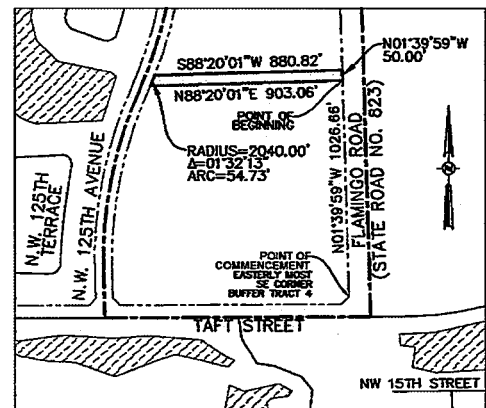 S88°20'01"W 880.82'
N01°39'59"W
50.00'
N88°20'01"E 903.06'
POINT OF
BEGINNING
RADIUS=2040.00'
Δ=01°32'13"
ARC=54.73'
N.W. 125TH
TERRACE
N.W. 125TH AVENUE
N01°39'59"W 1026.66'
FLAMINGO ROAD
(STATE ROAD NO. 823)
N
POINT OF
COMMENCEMENT
EASTERLY MOST
SE CORNER
BUFFER TRACT 4
TAFT STREET
NW 15TH STREET